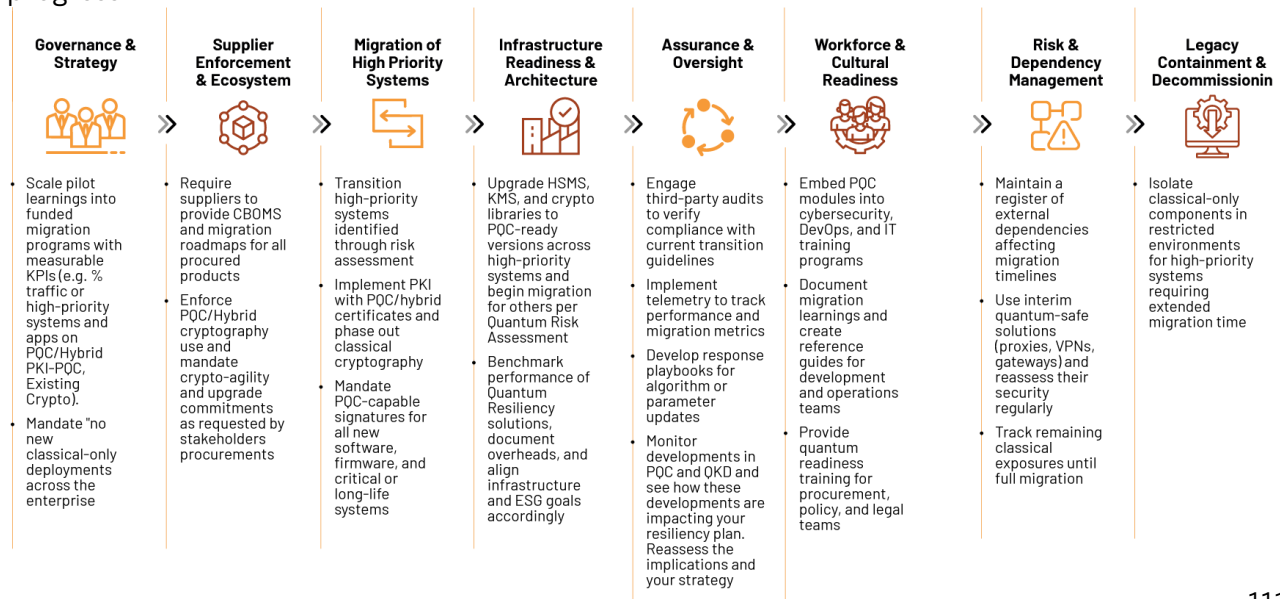 Governance &
Strategy
Scale pilot
learnings into
funded
migration
programs with
measurable
KPIs (e.g. %
traffic or
high-priority
systems and
apps on
PQC/Hybrid
PKI-PQC,
Existing
Crypto).
Mandate "no
new
classical-only
deployments
across the
enterprise
Supplier
Enforcement
& Ecosystem
Require
suppliers to
provide CBOMS
and migration
roadmaps for all
procured
products
Enforce
PQC/Hybrid
cryptography
use and
mandate
crypto-agility
and upgrade
commitments
as requested by
stakeholders
procurements
Migration of
High Priority
Systems
Transition
high-priority
systems
identified
through risk
assessment
Implement PKI
with PQC/hybrid
certificates and
phase out
classical
cryptography
Mandate
PQC-capable
signatures for
all new
software,
firmware, and
critical or
long-life
systems
Infrastructure
Readiness &
Architecture
Upgrade HSMS,
KMS, and crypto
libraries to
PQC-ready
versions across
high-priority
systems and
begin migration
for others per
Quantum Risk
Assessment
Benchmark
performance of
Quantum
Resiliency
solutions,
document
overheads, and
align
infrastructure
and ESG goals
accordingly
Assurance &
Oversight
Engage
third-party audits
to verify
compliance with
current transition
guidelines
Implement
telemetry to track
performance and
migration metrics
Develop response
playbooks for
algorithm or
parameter
updates
Monitor
developments in
PQC and QKD and
see how these
developments are
impacting your
resiliency plan.
Reassess the
implications and
your strategy
Workforce &
Cultural
Readiness
Embed PQC
modules into
cybersecurity,
DevOps, and IT
training
programs
Document
migration
learnings and
create
reference
guides for
development
and operations
teams
Provide
quantum
readiness
training for
procurement,
policy, and legal
teams
Risk &
Dependency
Management
Maintain a
register of
external
dependencies
affecting
migration
timelines
Use interim
quantum-safe
solutions
(proxies, VPNs,
gateways) and
reassess their
security
regularly
Track remaining
classical
exposures until
full migration
Legacy
Containment &
Decommissionin
Isolate
classical-only
components in
restricted
environments
for high-priority
systems
requiring
extended
migration time